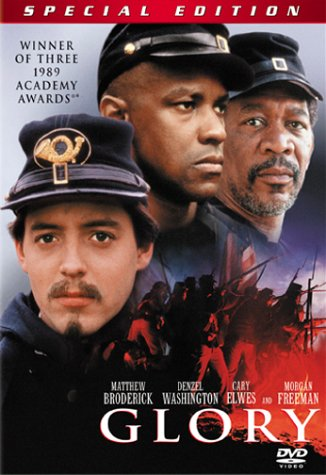 SPECIAL EDITION
WINNER
OF THREE
1989
ACADEMY
AWARDS
MATTHEW BRODERICK DENZEL WASHINGTON CARY ELWES AND MORGAN FREEMAN
GLORY
DVD
VIDEO